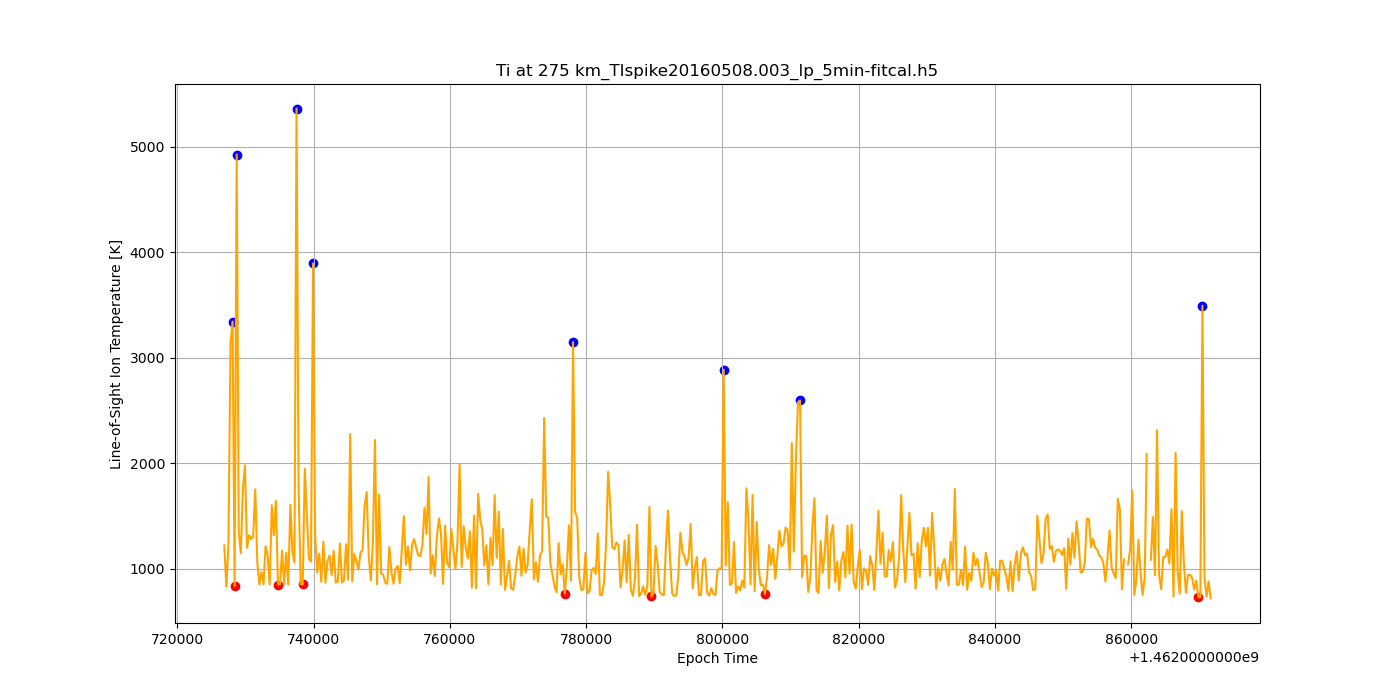 Ti at 275 km_TIspike20160508.003_lp_5min-fitcal.h5
Line-of-Sight Ion Temperature [K]
5000
4000
3000
2000
1000
720000 740000 760000 780000 800000 820000 840000 860000
Epoch Time
+1.4620000000e9